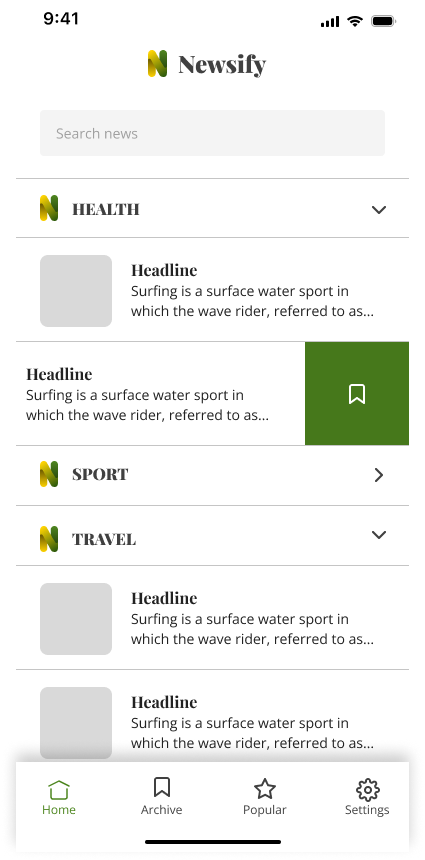 9:41
Newsify
Search news
HEALTH
Headline
Surfing is a surface water sport in
which the wave rider, referred to as...
Headline
Surfing is a surface water sport in
which the wave rider, referred to as...
SPORT
TRAVEL
Headline
Surfing is a surface water sport in
which the wave rider, referred to as...
Headline
Surfing is a surface water sport in
which the wave rider, referred to as...
Home
Archive
Popular
Settings